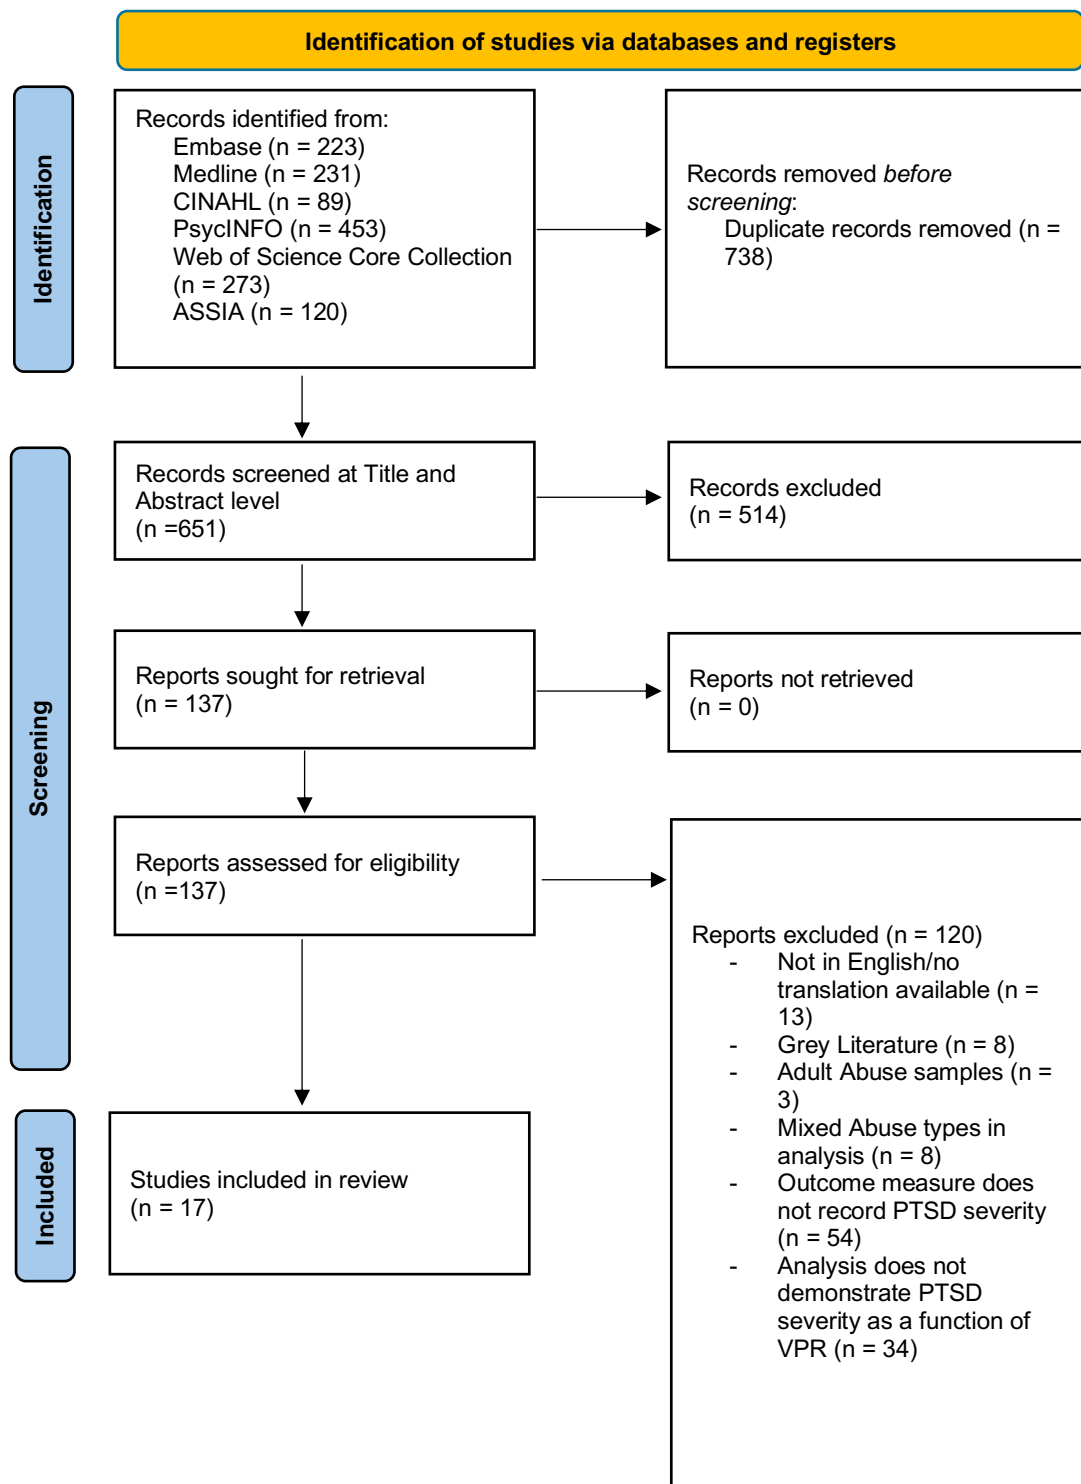 Identification of studies via databases and registers
Identification
Records identified from:
Embase (n = 223)
Medline (n = 231)
CINAHL (n = 89)
PsycINFO (n = 453)
Web of Science Core Collection
(n = 273)
ASSIA (n = 120)
Records removed before
screening:
Duplicate records removed (n =
738)
Screening
Records screened at Title and
Abstract level
(n =651)
Records excluded
(n = 514)
Reports sought for retrieval
(n = 137)
Reports not retrieved
(n = 0)
Reports assessed for eligibility
(n =137)
Reports excluded (n = 120)
- Not in English/no
translation available (n =
13)
- Grey Literature (n = 8)
- Adult Abuse samples (n =
3)
- Mixed Abuse types in
analysis (n = 8)
- Outcome measure does
not record PTSD severity
(n = 54)
- Analysis does not
demonstrate PTSD
severity as a function of
VPR (n = 34)
Included
Studies included in review
(n = 17)